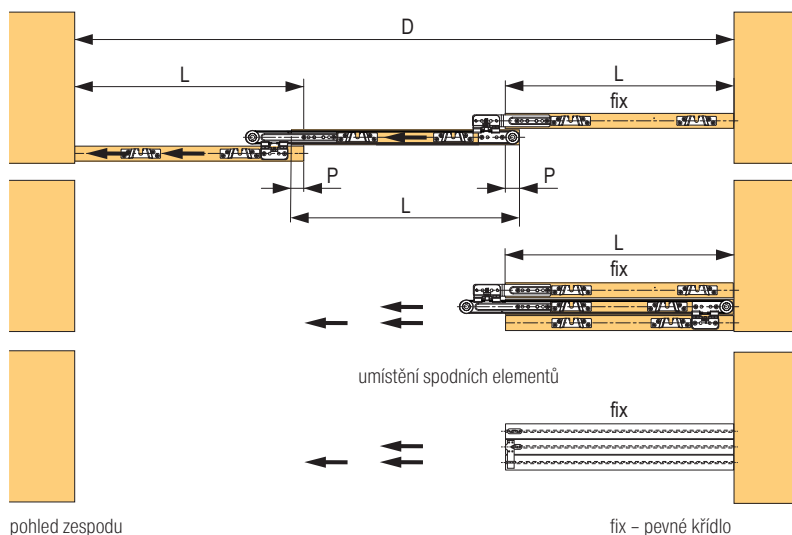 D
L
L
fix
P
P
L
L
fix
umístění spodních elementů
fix
pohled zespodu
fix – pevné křídlo